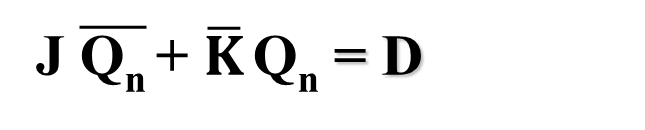 J Q̅ₙ + K̅ Qₙ = D